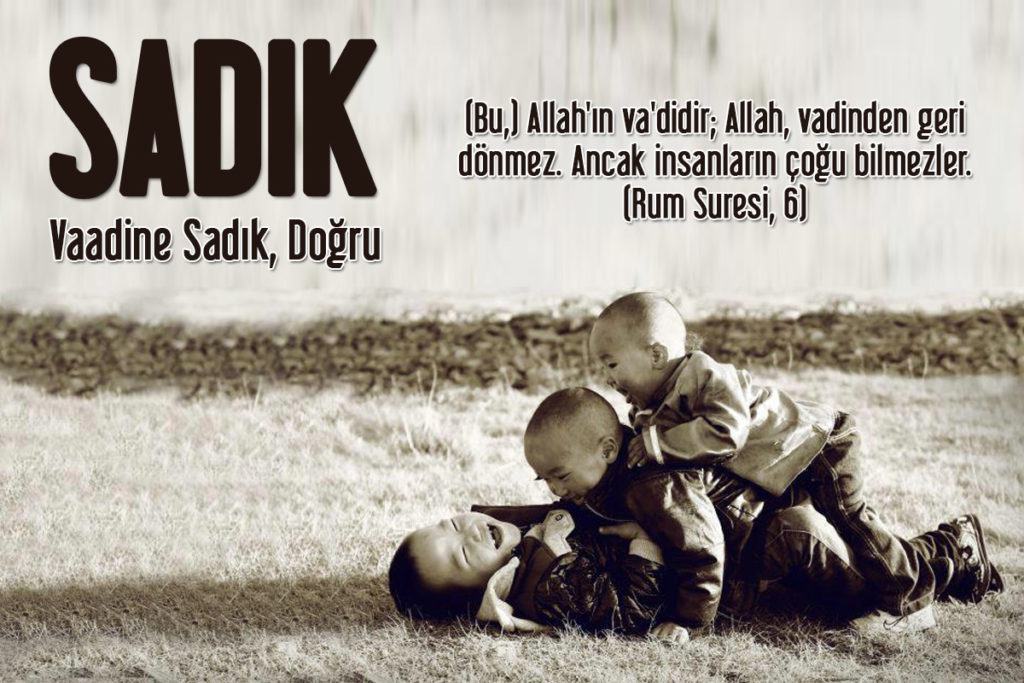 SADIK
Vaadine Sadık, Doğru
(Bu,) Allah'ın va'didir; Allah, vadinden geri
dönmez. Ancak insanların çoğu bilmezler.
(Rum Suresi, 6)